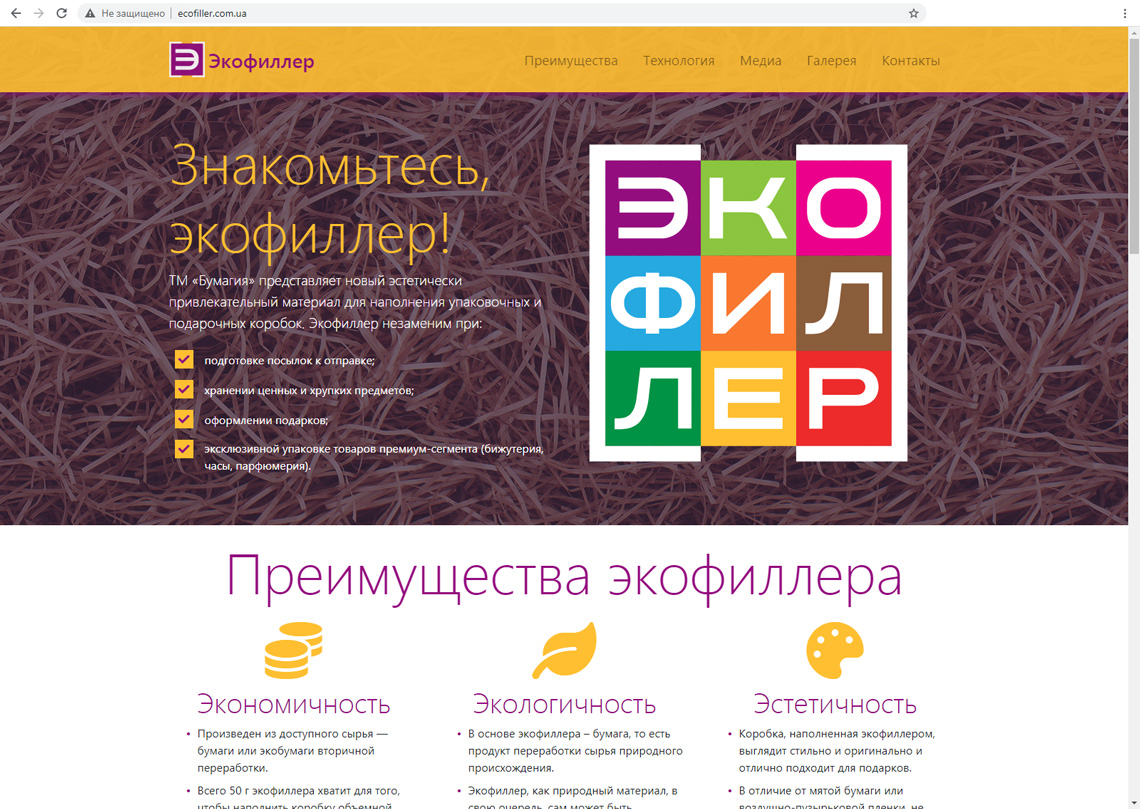 Не защищено
ecofiller.com.ua
Э Экофиллер
Преимущества
Технология
Медиа
Галерея
Контакты
Знакомьтесь,
экофиллер!
ТМ «Бумагия» представляет новый эстетически
привлекательный материал для наполнения упаковочных и
подарочных коробок. Экофиллер незаменим при:
подготовке посылок к отправке;
хранении ценных и хрупких предметов;
оформлении подарков;
эксклюзивной упаковке товаров премиум-сегмента (бижутерия,
часы, парфюмерия).
ЭКО
ФИЛ
ЛЕР
Преимущества экофиллера
Экономичность
• Произведен из доступного сырья —
бумаги или экобумаги вторичной
переработки.
• Всего 50 г экофиллера хватит для того,
чтобы наполнить коробку объемной
Экологичность
• В основе экофиллера – бумага, то есть
продукт переработки сырья природного
происхождения.
• Экофиллер, как природный материал, в
свою очередь, сам может быть
Эстетичность
• Коробка, наполненная экофиллером,
выглядит стильно и оригинально и
отлично подходит для подарков.
• В отличие от мятой бумаги или
воздушно-пузырьковой пленки, не